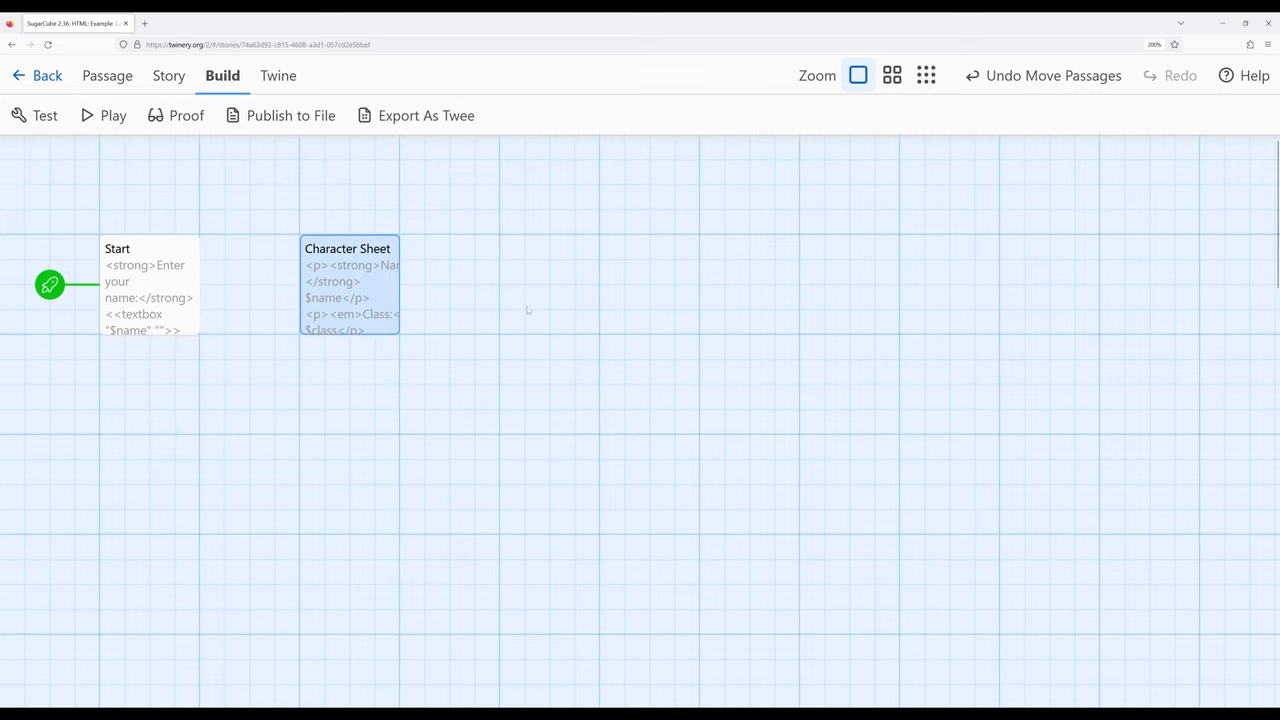 SugarCube 2.36: HTML: Example: L
https://twinery.org/2/#/stories/74a63d93-c815-4608-a3d1-057cd2e5bbef
200%
Back Passage Story Build Twine Zoom Undo Move Passages Redo Help
Test Play Proof Publish to File Export As Twee
Start
<strong>Enter
your
name:</strong>
<<textbox
"$name" "">>
Character Sheet
<p><strong>Nar
</strong>
$name</p>
<p><em>Class:<
$class</p>